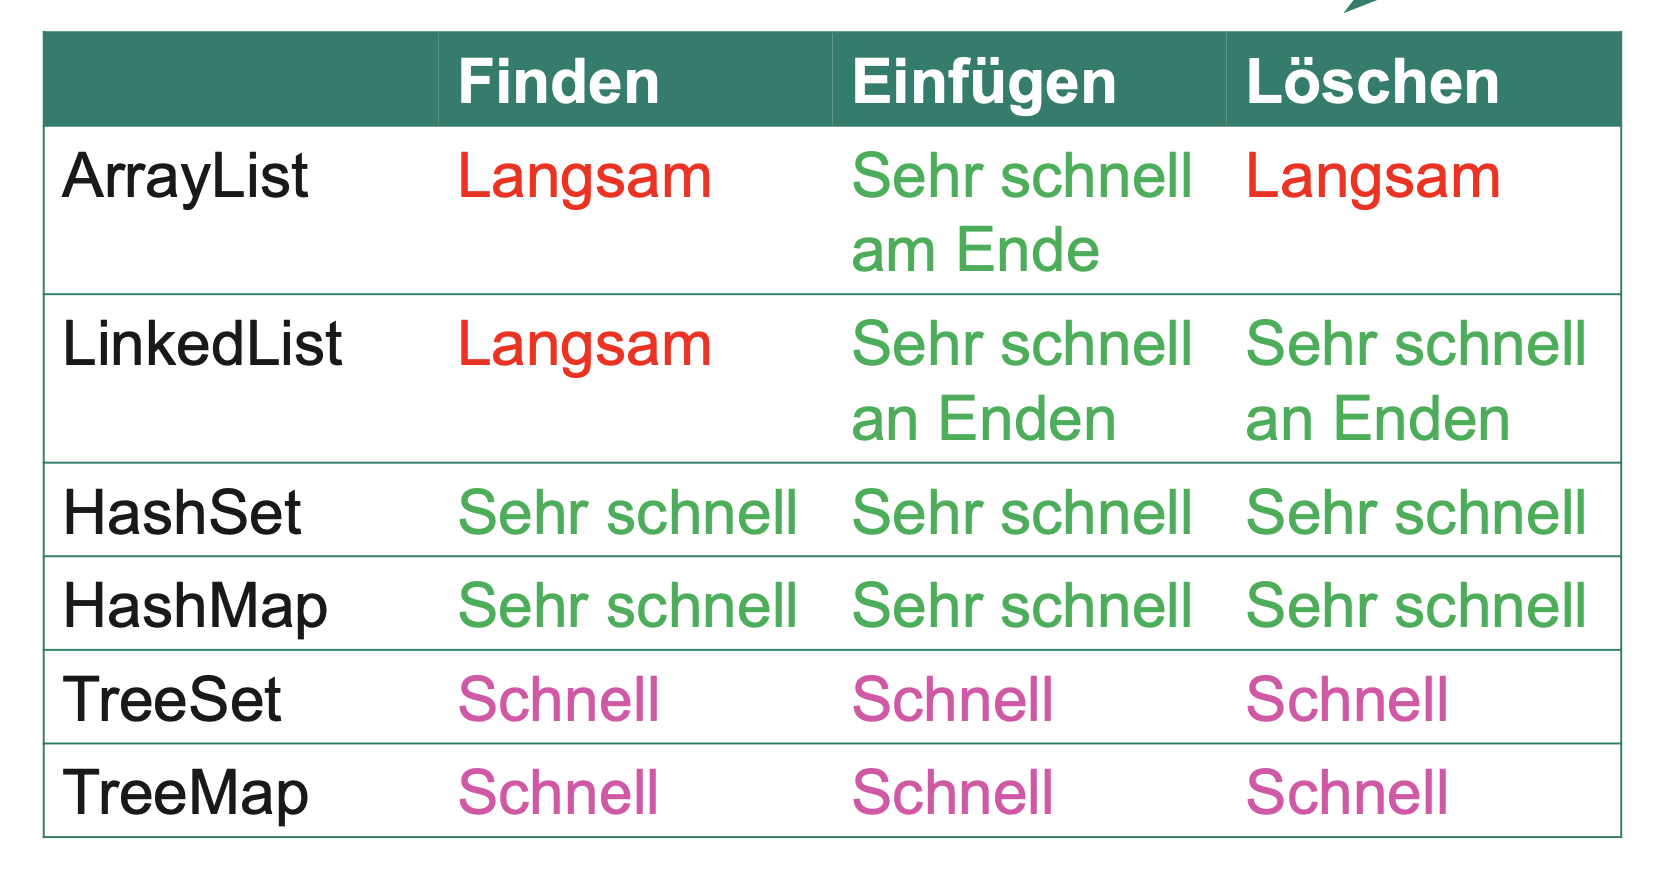 Finden Einfügen Löschen
ArrayList Langsam Sehr schnell Langsam
am Ende
LinkedList Langsam Sehr schnell Sehr schnell
an Enden an Enden
HashSet Sehr schnell Sehr schnell Sehr schnell
HashMap Sehr schnell Sehr schnell Sehr schnell
TreeSet Schnell Schnell Schnell
TreeMap Schnell Schnell Schnell